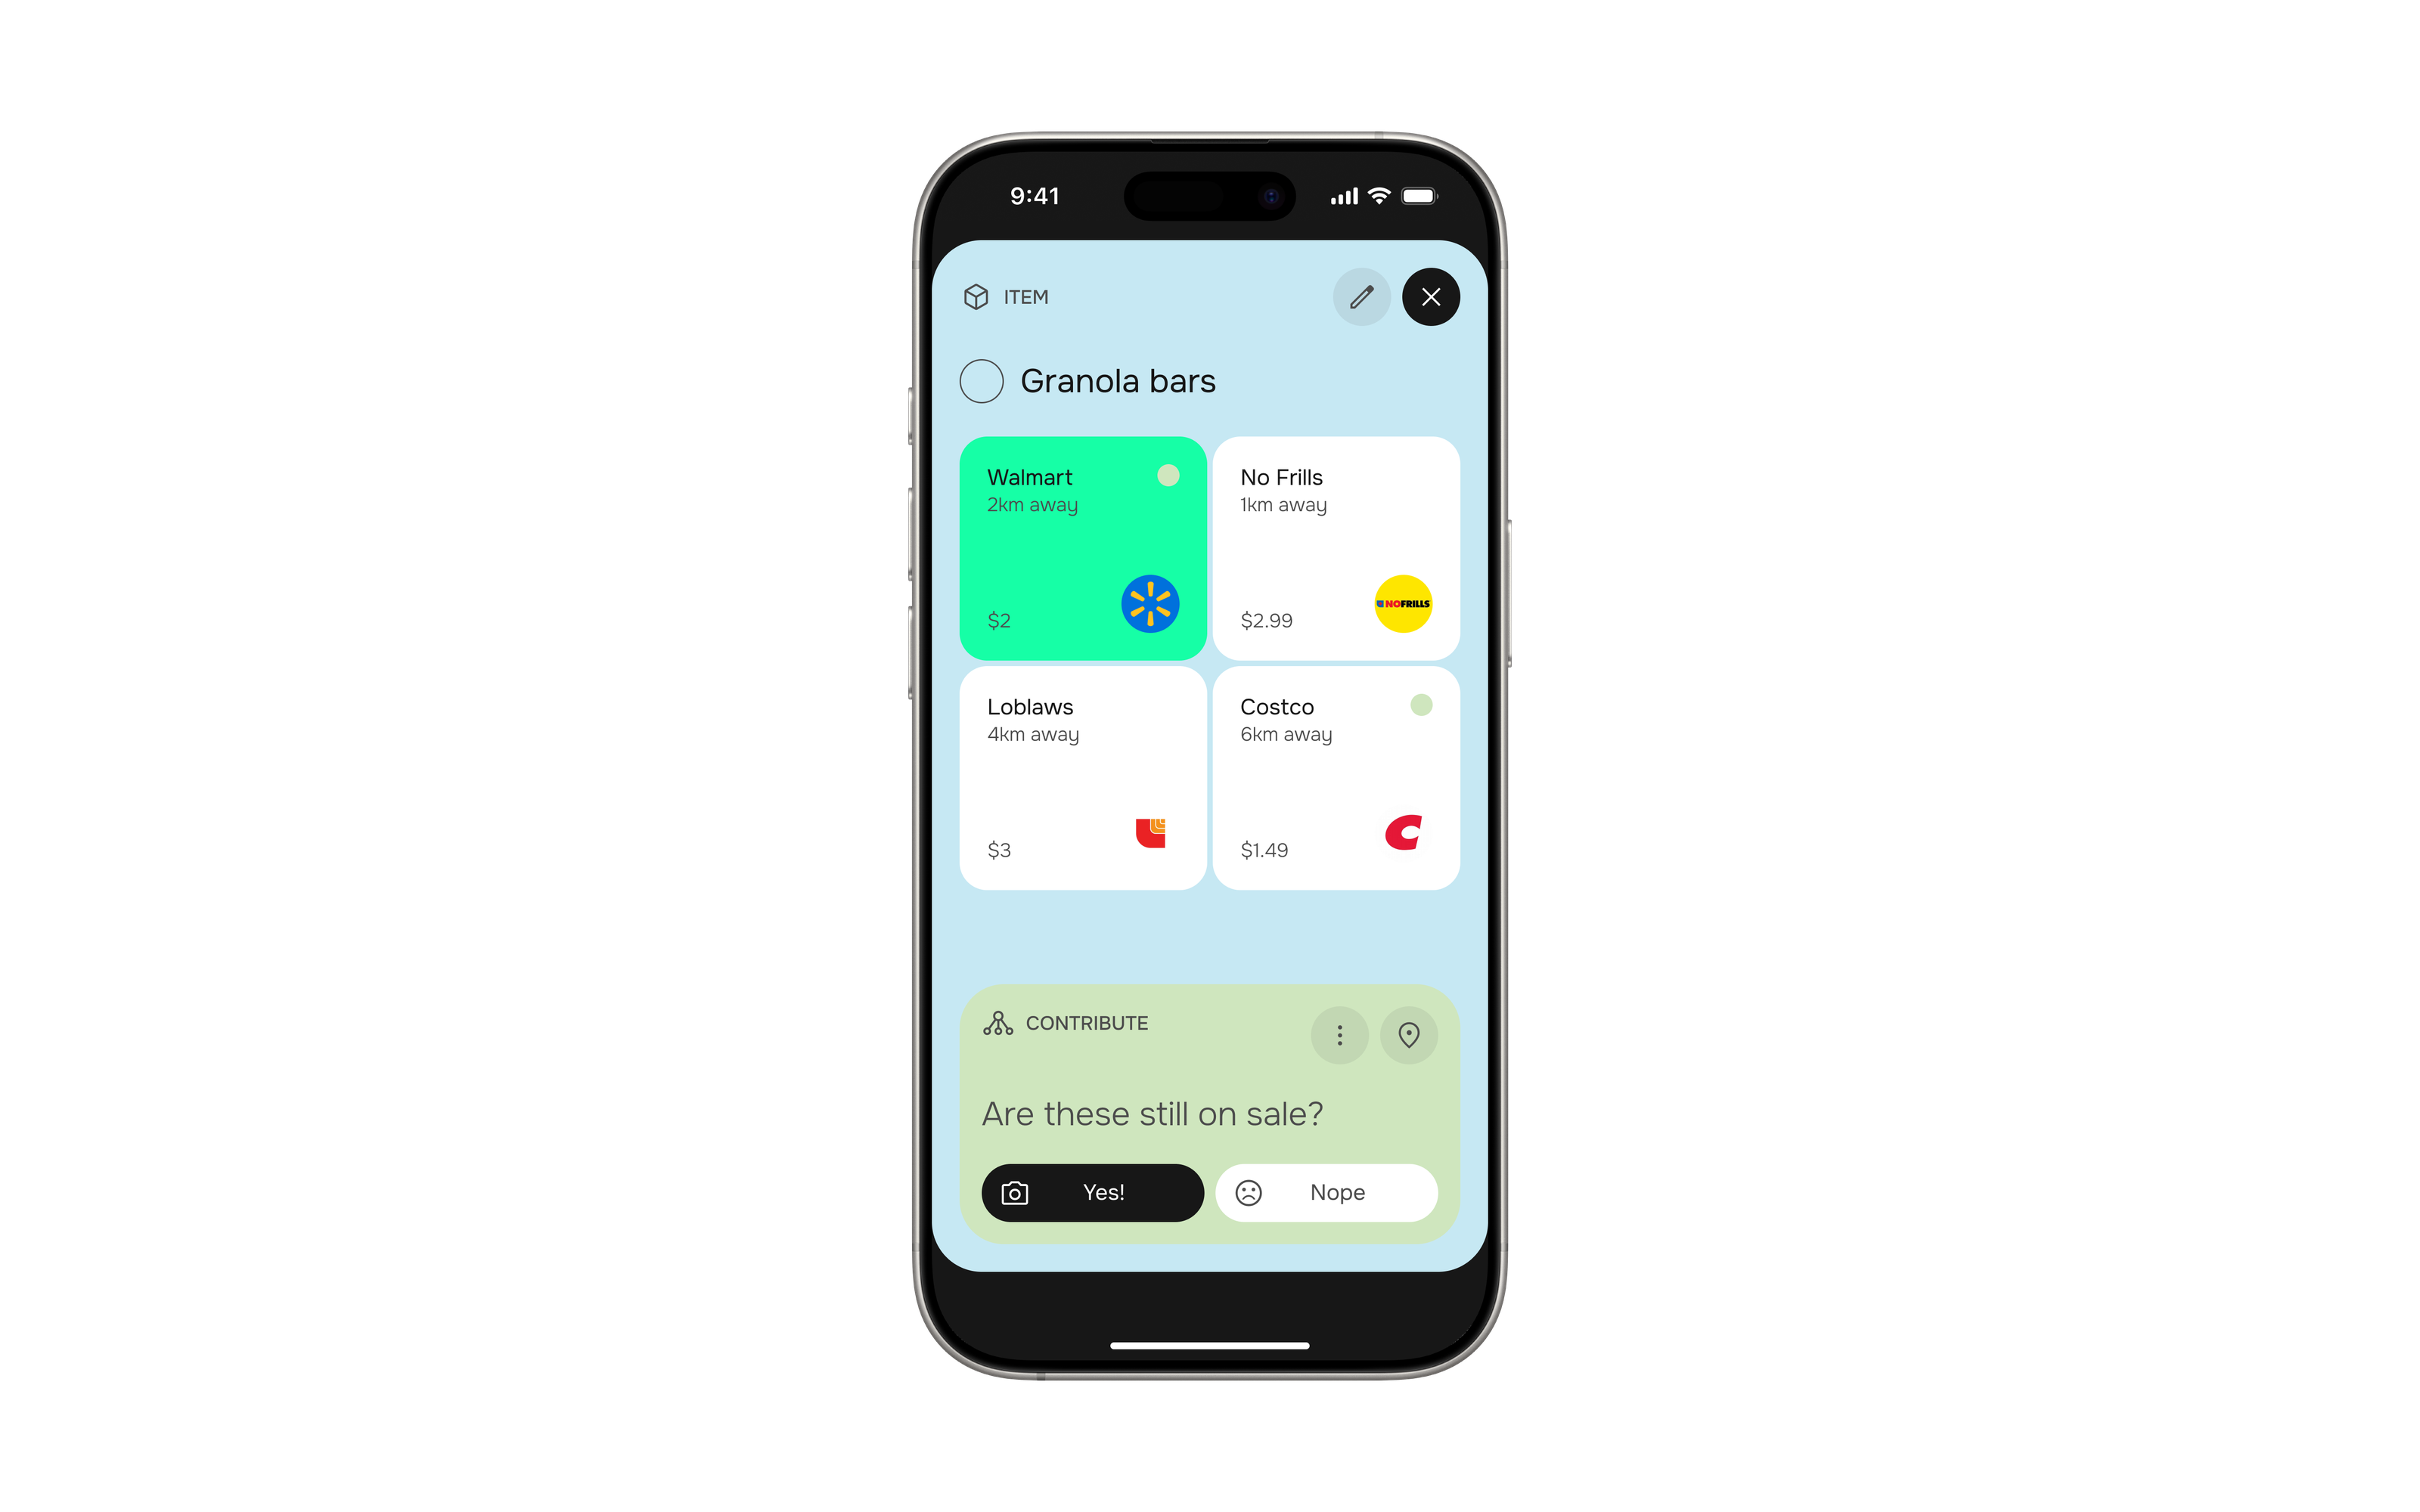 9:41
ITEM
Granola bars
Walmart
2km away
$2
No Frills
1km away
$2.99
NOFRILLS
Loblaws
4km away
$3
Costco
6km away
$1.49
CONTRIBUTE
Are these still on sale?
Yes!
Nope